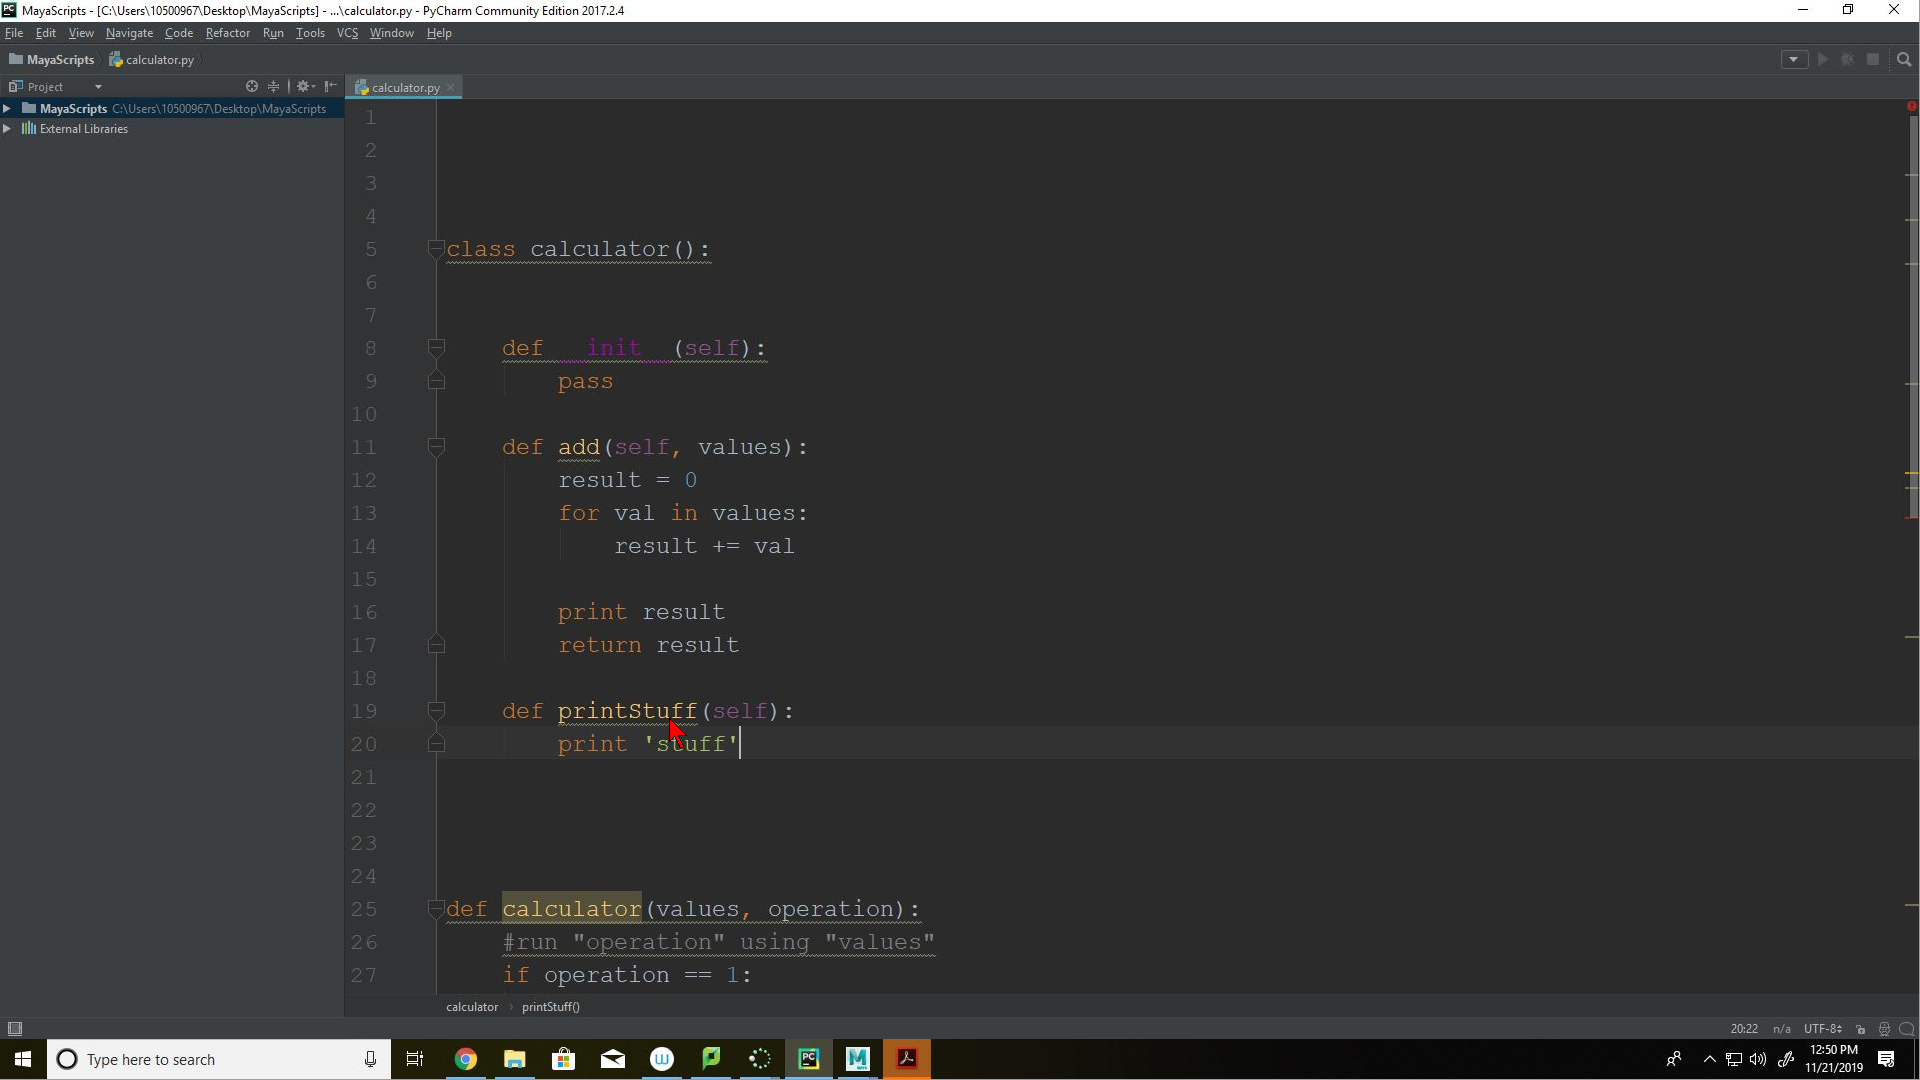 MayaScripts - [C:\Users\10500967\Desktop\MayaScripts] - ...\calculator.py - PyCharm Community Edition 2017.2.4
File Edit View Navigate Code Refactor Run Tools VCS Window Help
MayaScripts calculator.py
Project
calculator.py
MayaScripts C:\Users\10500967\Desktop\MayaScripts
External Libraries
1
2
3
4
5 class calculator():
6
7
8 def __init__(self):
9 pass
10
11 def add(self, values):
12 result = 0
13 for val in values:
14 result += val
15
16 print result
17 return result
18
19 def printStuff(self):
20 print 'stuff'
21
22
23
24
25 def calculator(values, operation):
26 #run "operation" using "values"
27 if operation == 1:
calculator printStuff()
20:22 n/a UTF-8
Type here to search
12:50 PM
11/21/2019